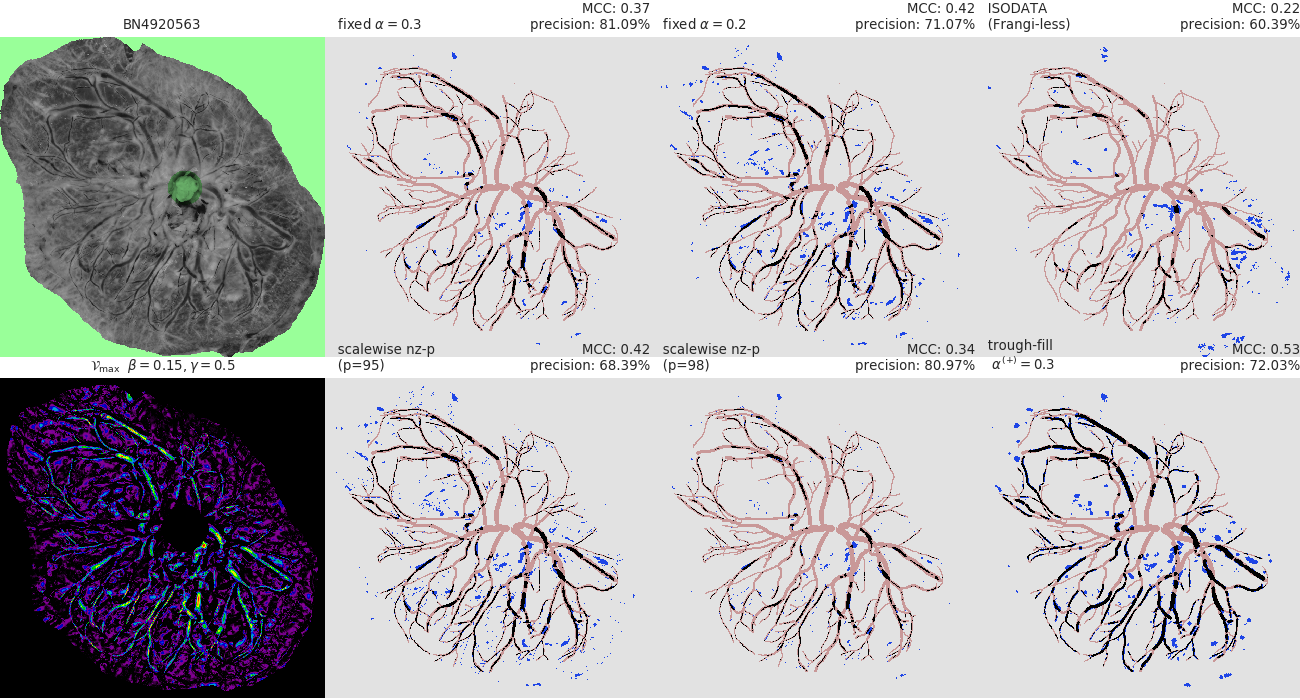 BN4920563
fixed α = 0.3
MCC: 0.37
precision: 81.09%
fixed α = 0.2
MCC: 0.42
precision: 71.07%
ISODATA
(Frangi-less)
MCC: 0.22
precision: 60.39%
𝒱max β = 0.15, γ = 0.5
scalewise nz-p
(p=95)
MCC: 0.42
precision: 68.39%
scalewise nz-p
(p=98)
MCC: 0.34
precision: 80.97%
trough-fill
α(+) = 0.3
MCC: 0.53
precision: 72.03%